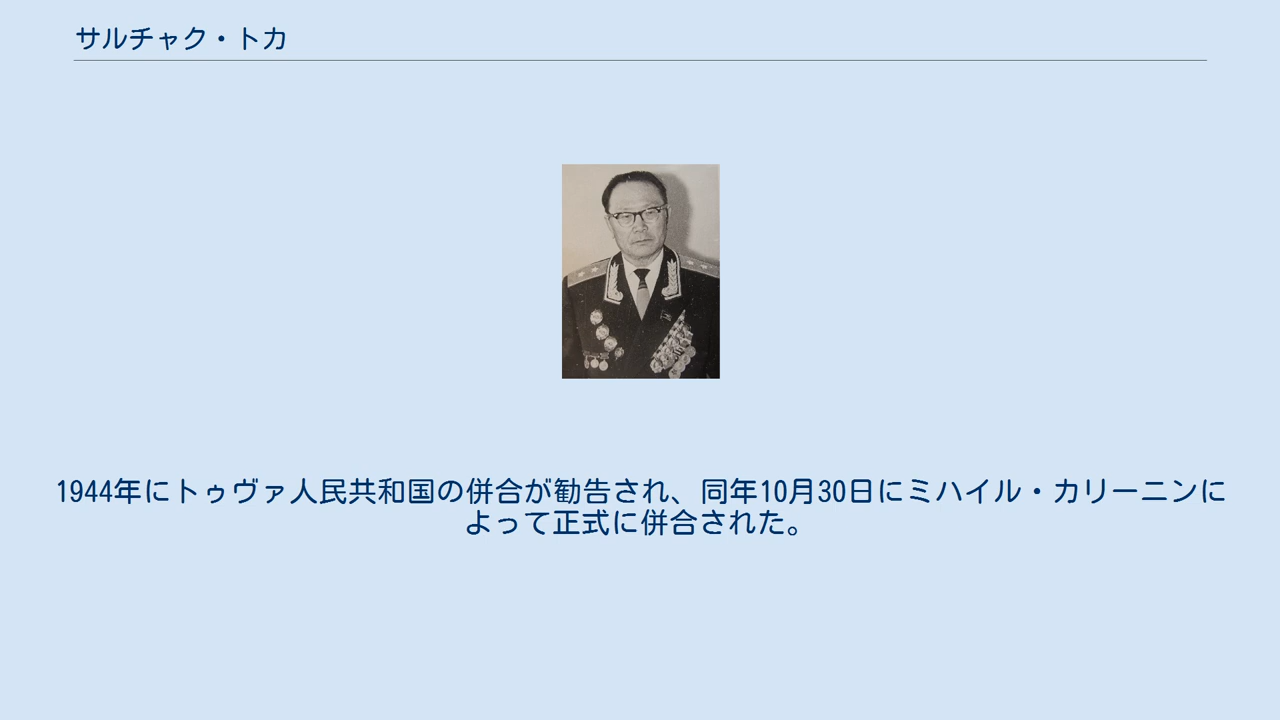 サルチャク・トカ
1944年にトゥヴァ人民共和国の併合が勧告され、同年10月30日にミハイル・カリーニンに
よって正式に併合された。